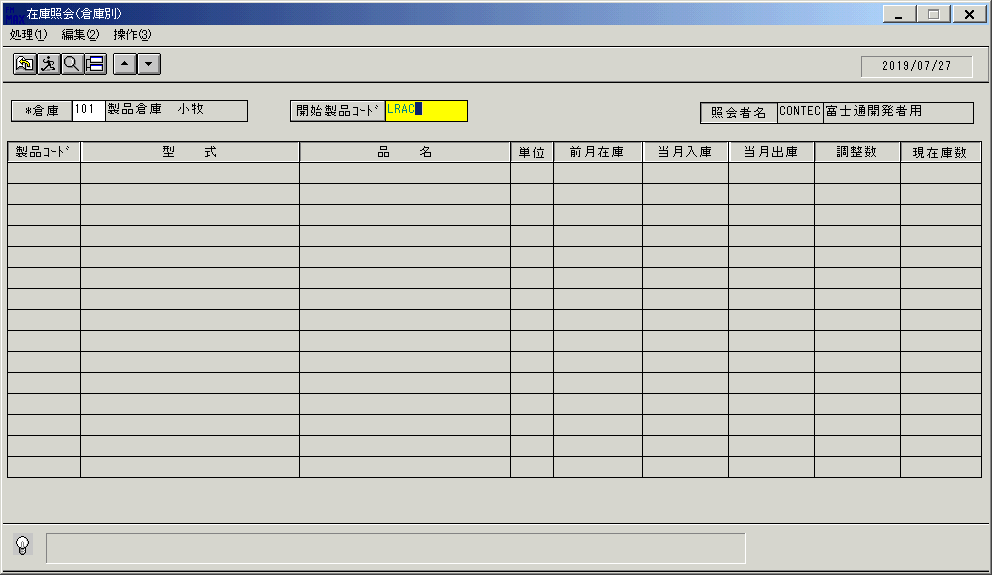 在庫照会(倉庫別)
処理(1) 編集(2) 操作(3)
2019/07/27
*倉庫 101 製品倉庫 小牧 開始製品ｺｰﾄﾞ LRAC 照会者名 CONTEC 富士通開発者用
製品ｺｰﾄﾞ 型 式 品 名 単位 前月在庫 当月入庫 当月出庫 調整数 現在庫数